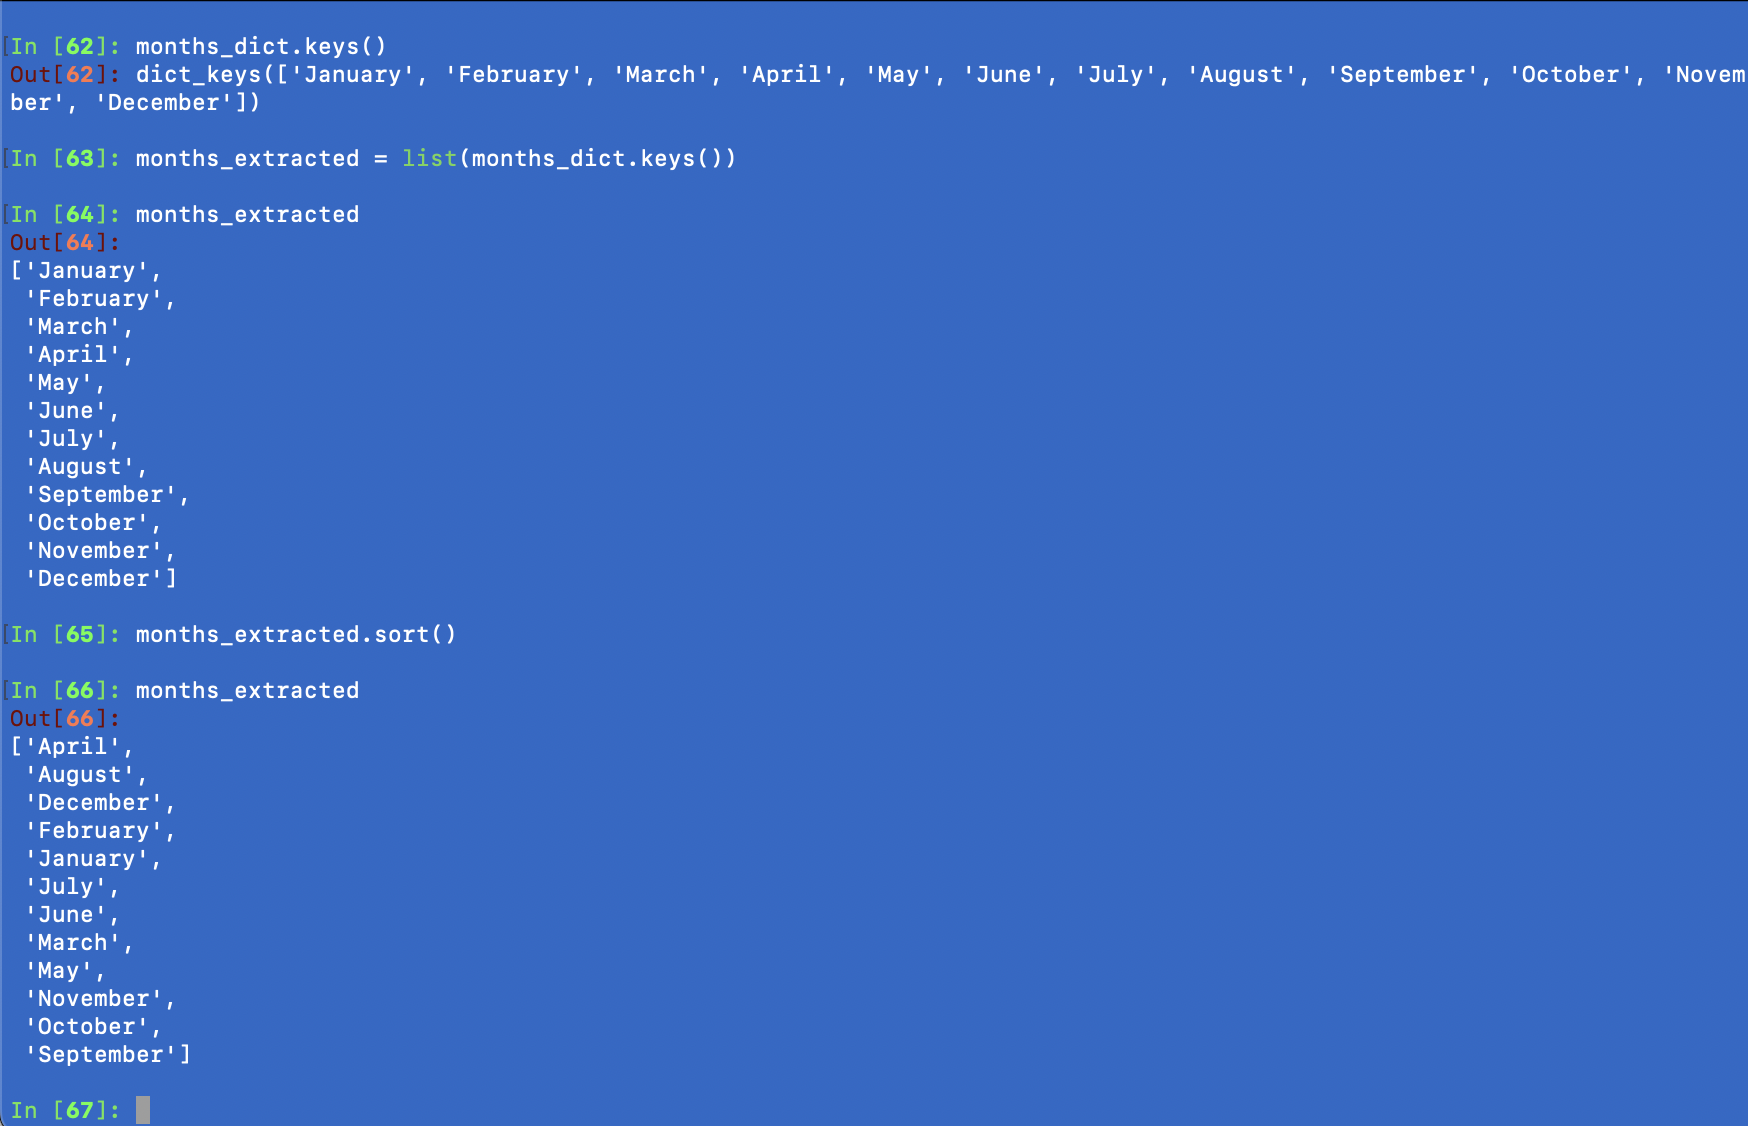 In [62]: months_dict.keys()
Out[62]: dict_keys(['January', 'February', 'March', 'April', 'May', 'June', 'July', 'August', 'September', 'October', 'Novem
ber', 'December'])
In [63]: months_extracted = list(months_dict.keys())
In [64]: months_extracted
Out[64]:
['January',
 'February',
 'March',
 'April',
 'May',
 'June',
 'July',
 'August',
 'September',
 'October',
 'November',
 'December']
In [65]: months_extracted.sort()
In [66]: months_extracted
Out[66]:
['April',
 'August',
 'December',
 'February',
 'January',
 'July',
 'June',
 'March',
 'May',
 'November',
 'October',
 'September']
In [67]: